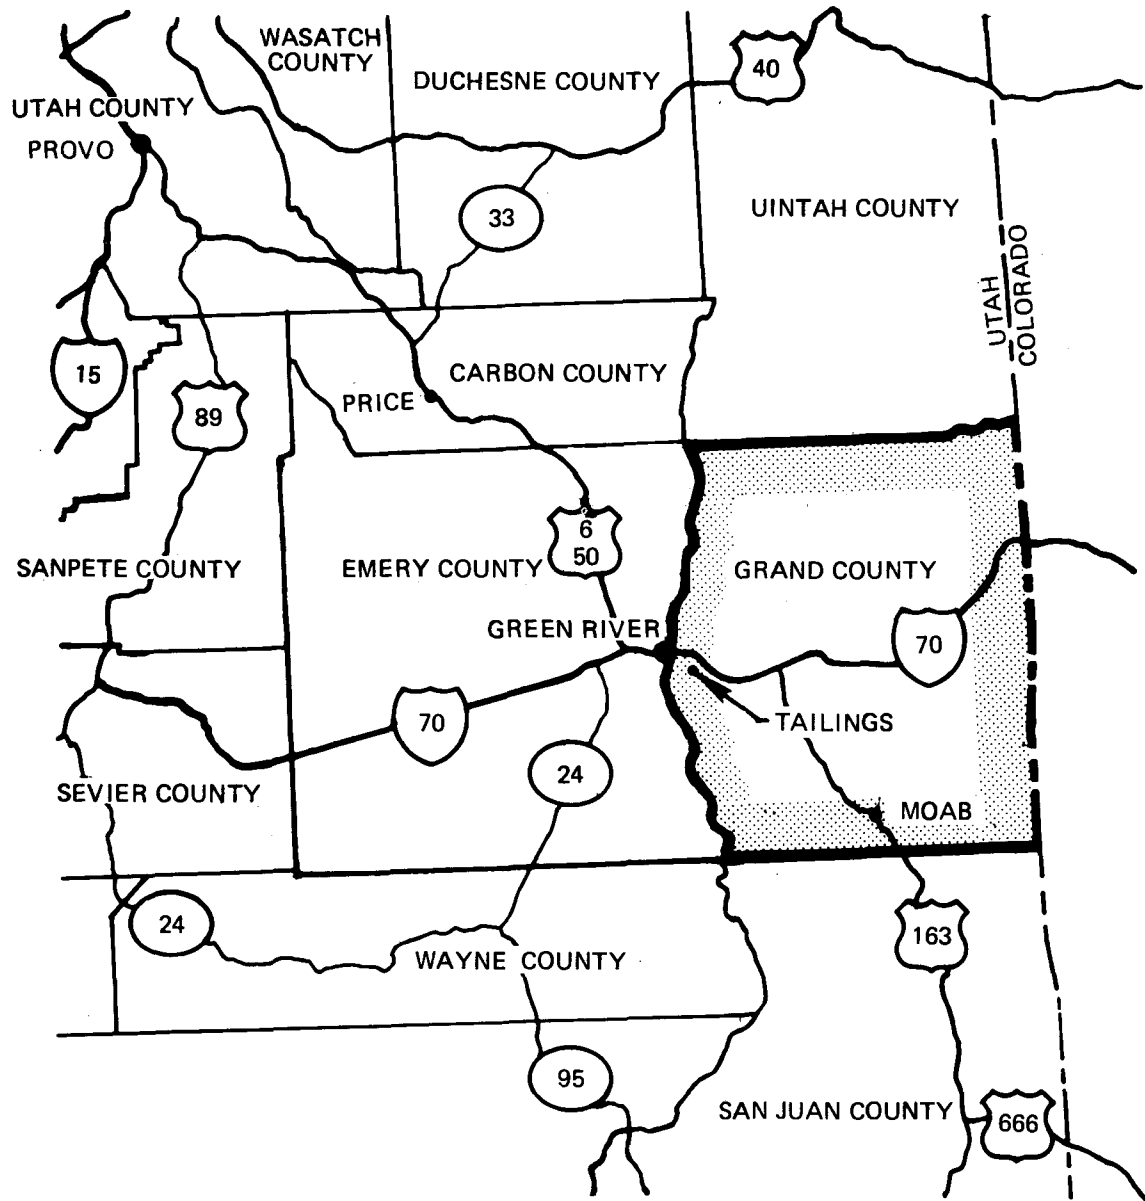 WASATCH
COUNTY
DUCHESNE COUNTY
40
UTAH COUNTY
PROVO
33
UINTAH COUNTY
UTAH
COLORADO
15
CARBON COUNTY
PRICE
89
6
50
SANPETE COUNTY
EMERY COUNTY
GRAND COUNTY
GREEN RIVER
70
70
TAILINGS
24
SEVIER COUNTY
MOAB
24
163
WAYNE COUNTY
95
SAN JUAN COUNTY
666